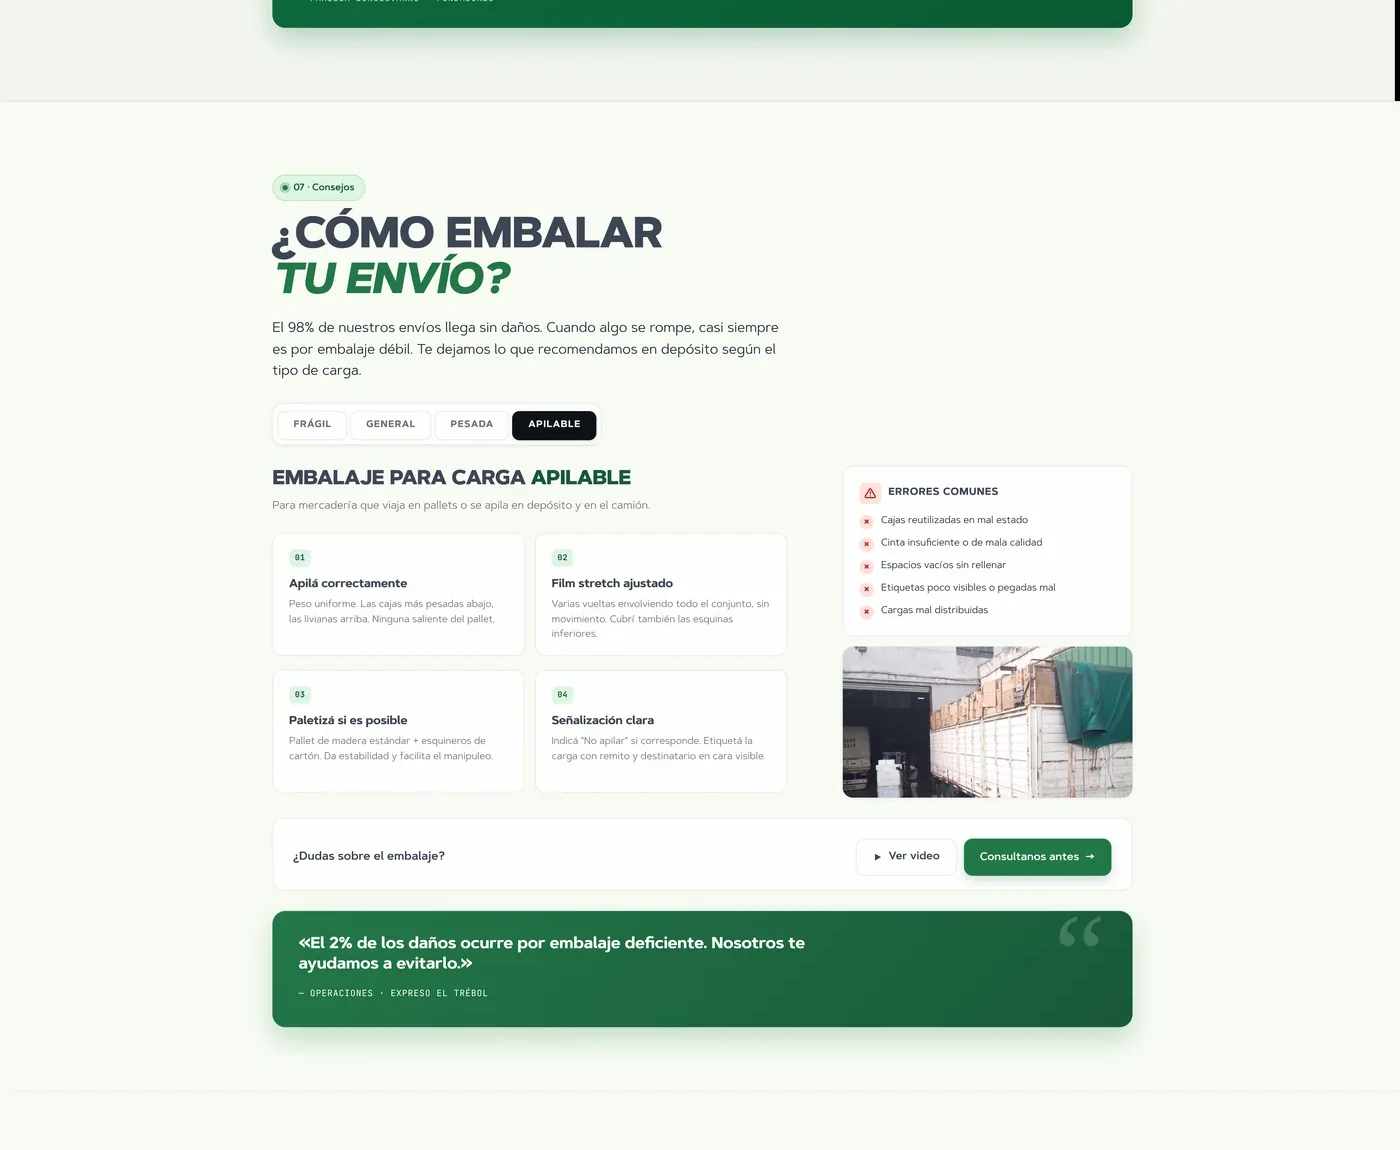 07 · Consejos
¿CÓMO EMBALAR
TU ENVÍO?
El 98% de nuestros envíos llega sin daños. Cuando algo se rompe, casi siempre
es por embalaje débil. Te dejamos lo que recomendamos en depósito según el
tipo de carga.
FRÁGIL
GENERAL
PESADA
APILABLE
EMBALAJE PARA CARGA APILABLE
Para mercadería que viaja en pallets o se apila en depósito y en el camión.
01
Apilá correctamente
Peso uniforme. Las cajas más pesadas abajo,
las livianas arriba. Ninguna saliente del pallet.
02
Film stretch ajustado
Varias vueltas envolviendo todo el conjunto, sin
movimiento. Cubrí también las esquinas
inferiores.
03
Paletizá si es posible
Pallet de madera estándar + esquineros de
cartón. Da estabilidad y facilita el manipuleo.
04
Señalización clara
Indicá "No apilar" si corresponde. Etiquetá la
carga con remito y destinatario en cara visible.
ERRORES COMUNES
Cajas reutilizadas en mal estado
Cinta insuficiente o de mala calidad
Espacios vacíos sin rellenar
Etiquetas poco visibles o pegadas mal
Cargas mal distribuidas
¿Dudas sobre el embalaje?
▶ Ver video
Consultanos antes →
«El 2% de los daños ocurre por embalaje deficiente. Nosotros te
ayudamos a evitarlo.»
— OPERACIONES · EXPRESO EL TRÉBOL